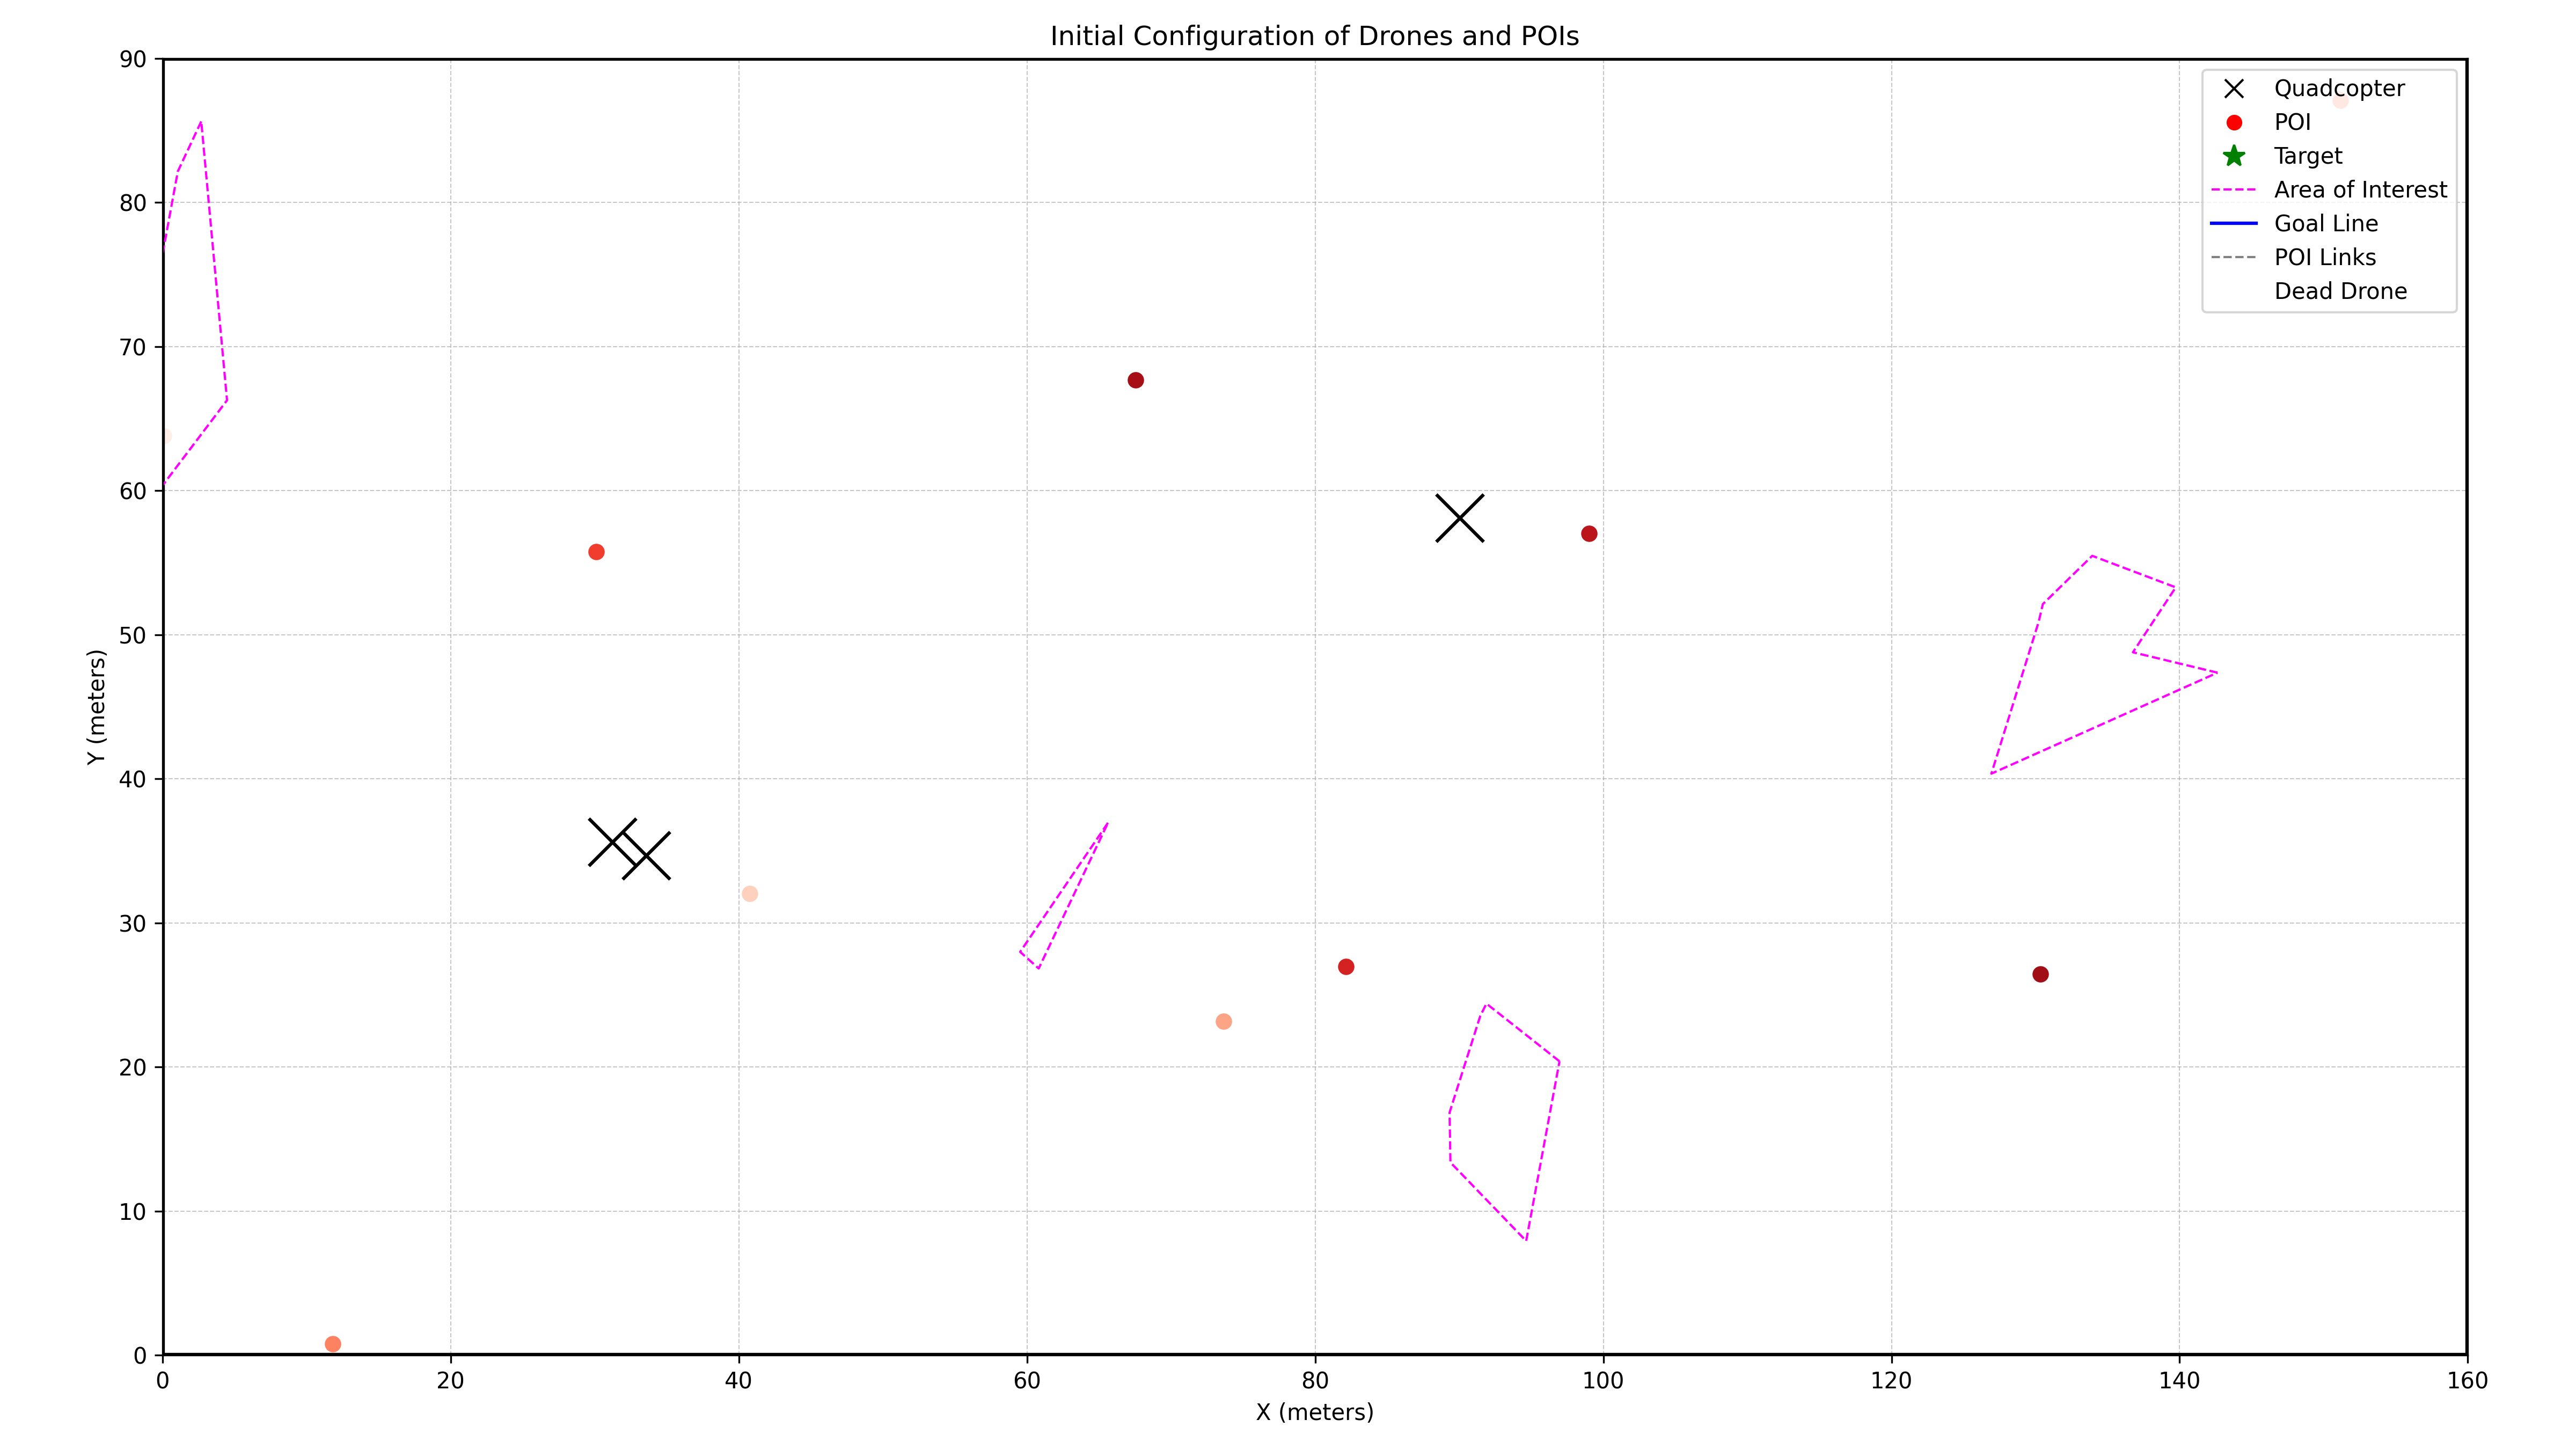 Initial Configuration of Drones and POIs
90
80
70
60
50
40
30
20
10
0
Y (meters)
0 20 40 60 80 100 120 140 160
X (meters)
Quadcopter
POI
Target
Area of Interest
Goal Line
POI Links
Dead Drone